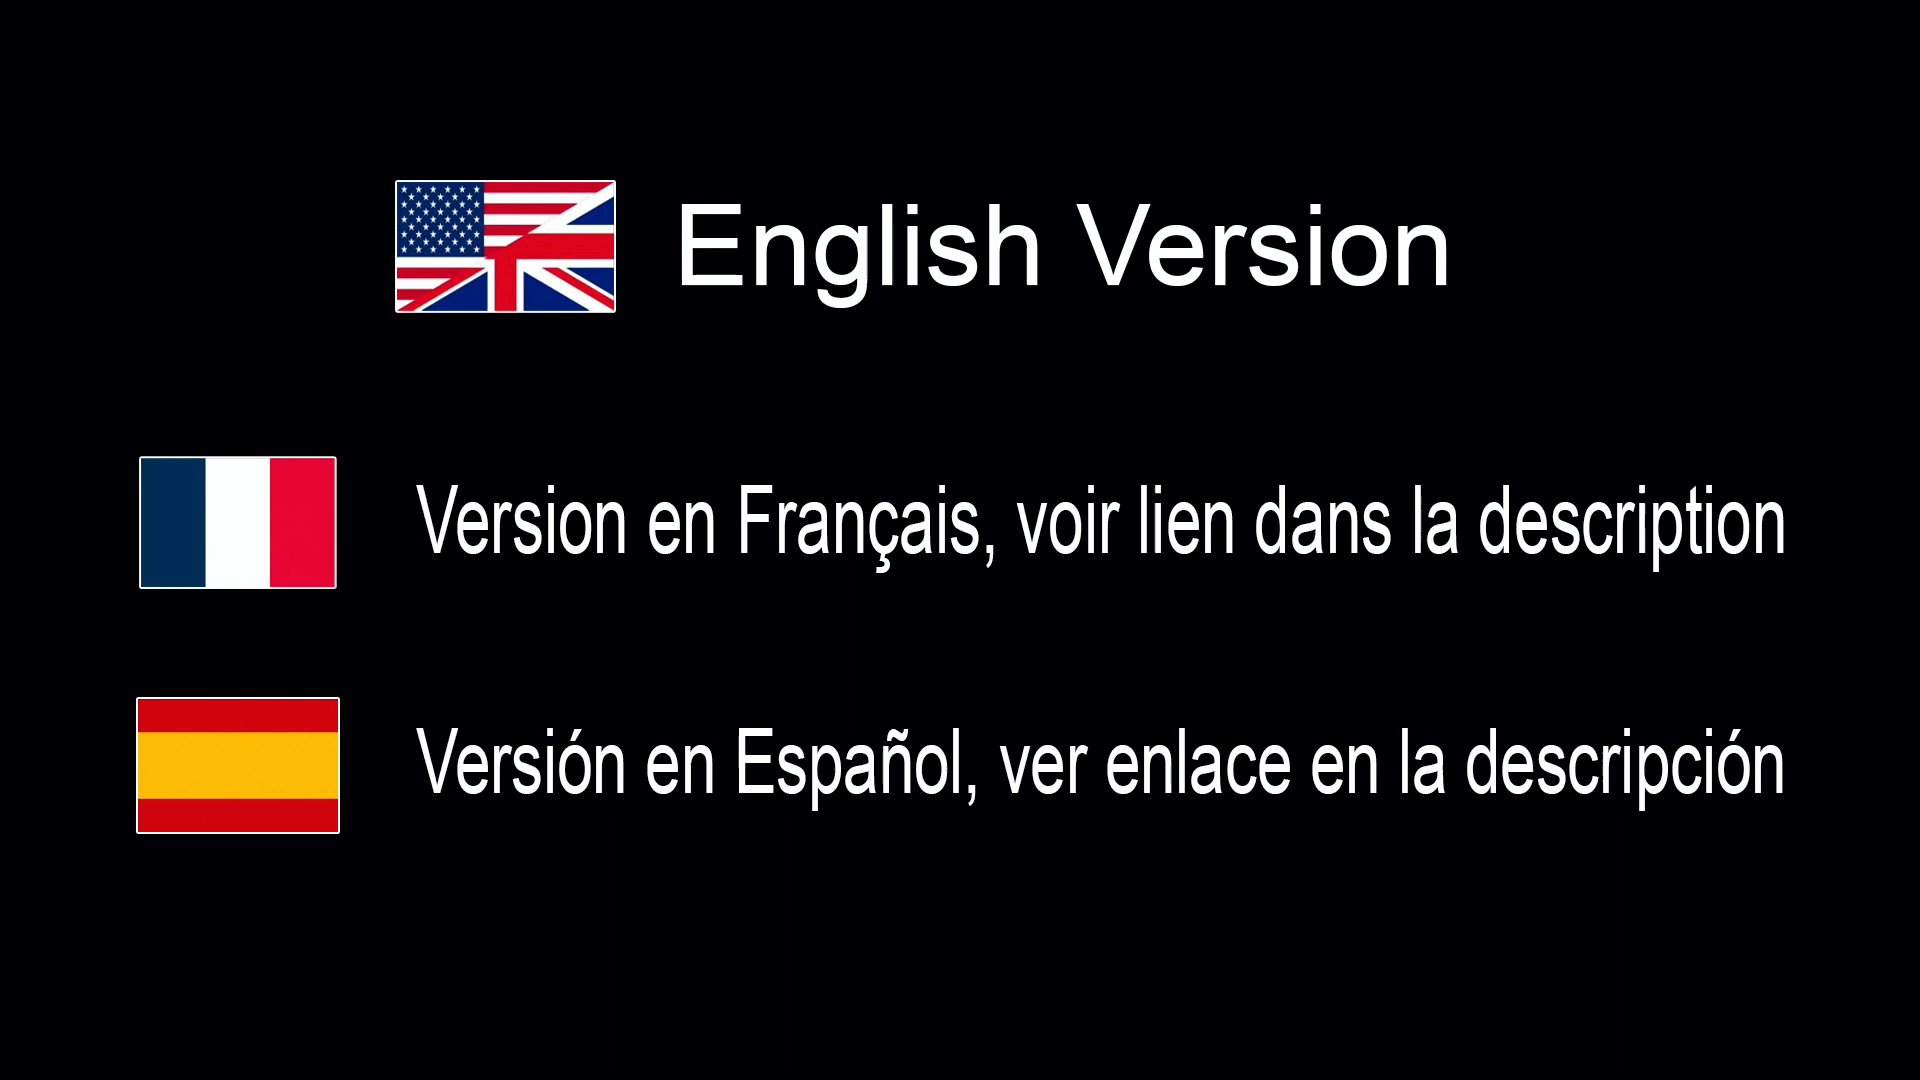 English Version
Version en Français, voir lien dans la description
Versión en Español, ver enlace en la descripción